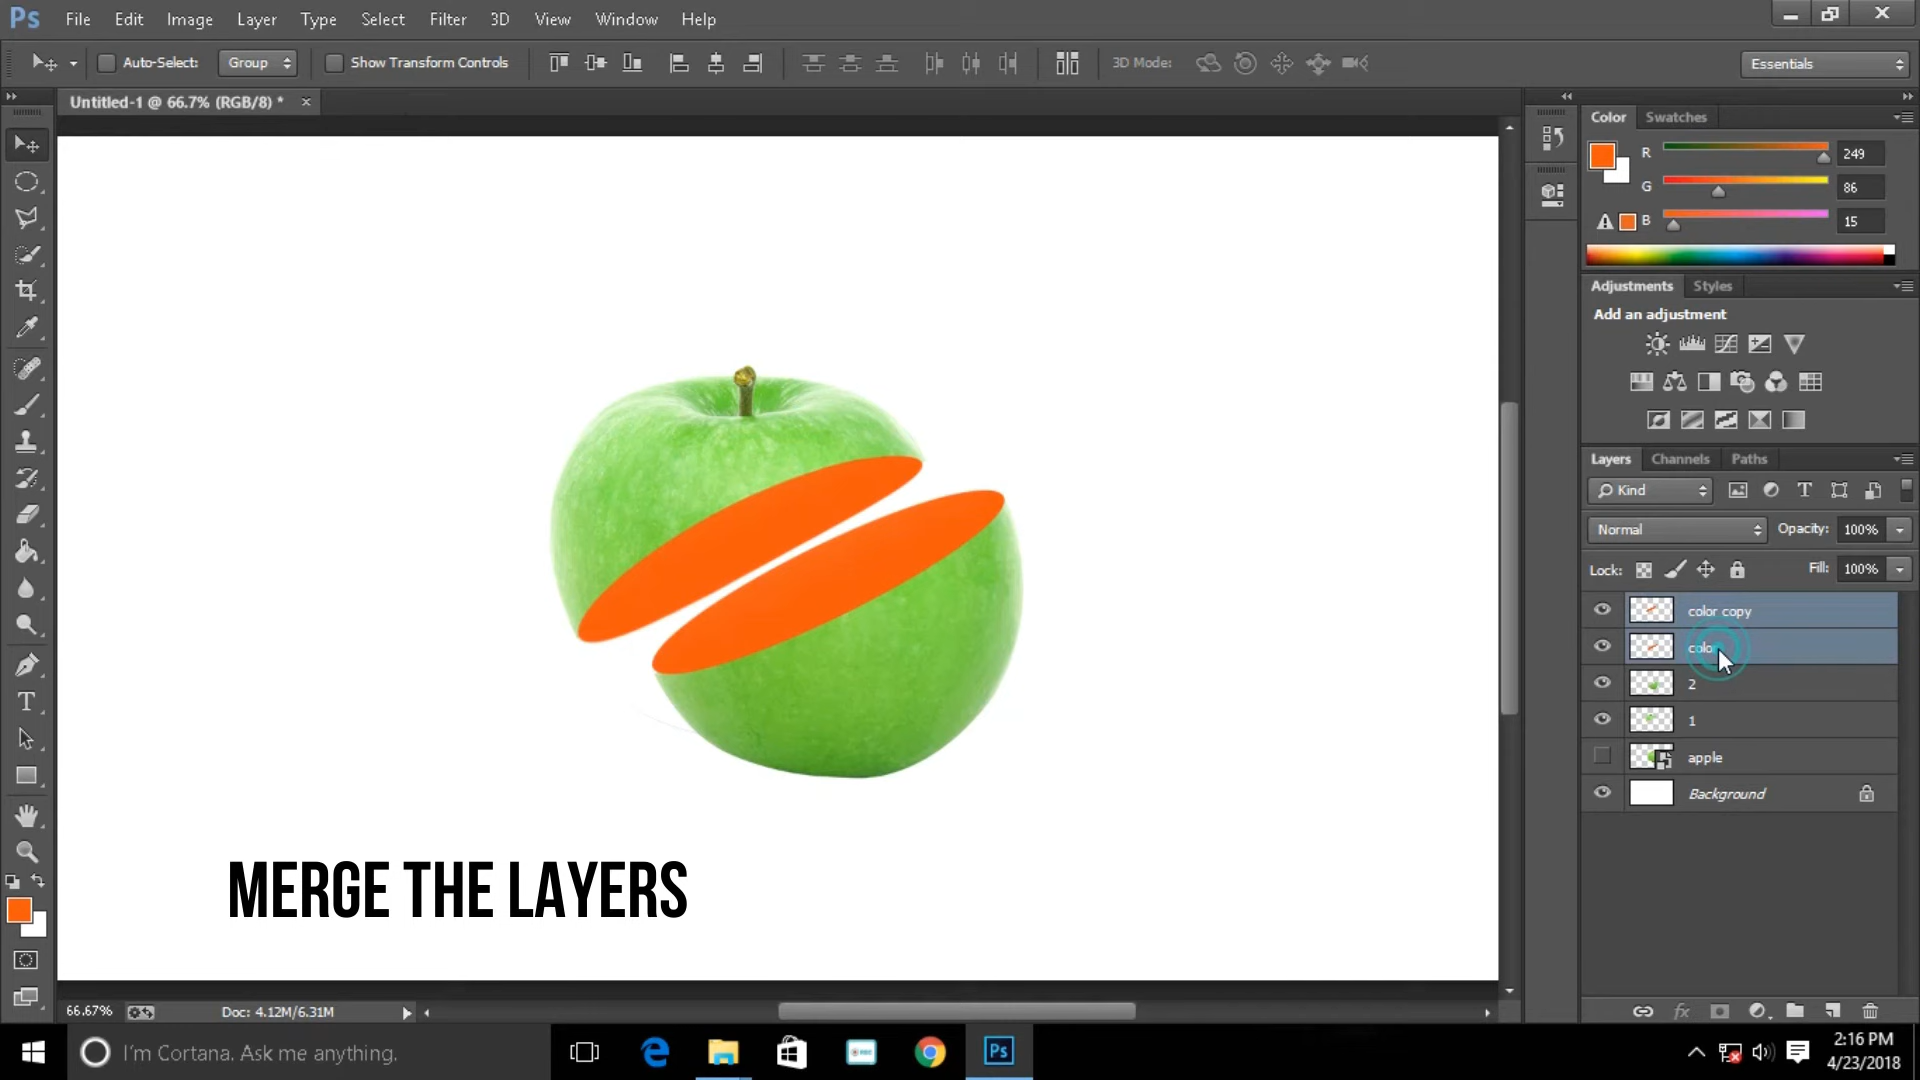 Ps File Edit Image Layer Type Select Filter 3D View Window Help
Auto-Select: Group Show Transform Controls 3D Mode: Essentials
Untitled-1 @ 66.7% (RGB/8) * ×
Color Swatches
R 249
G 86
B 15
Adjustments Styles
Add an adjustment
Layers Channels Paths
Kind
Normal Opacity: 100%
Lock: Fill: 100%
color copy
color
2
1
apple
Background
MERGE THE LAYERS
66.67% Doc: 4.12M/6.31M
I'm Cortana. Ask me anything.
Ps
2:16 PM
4/23/2018